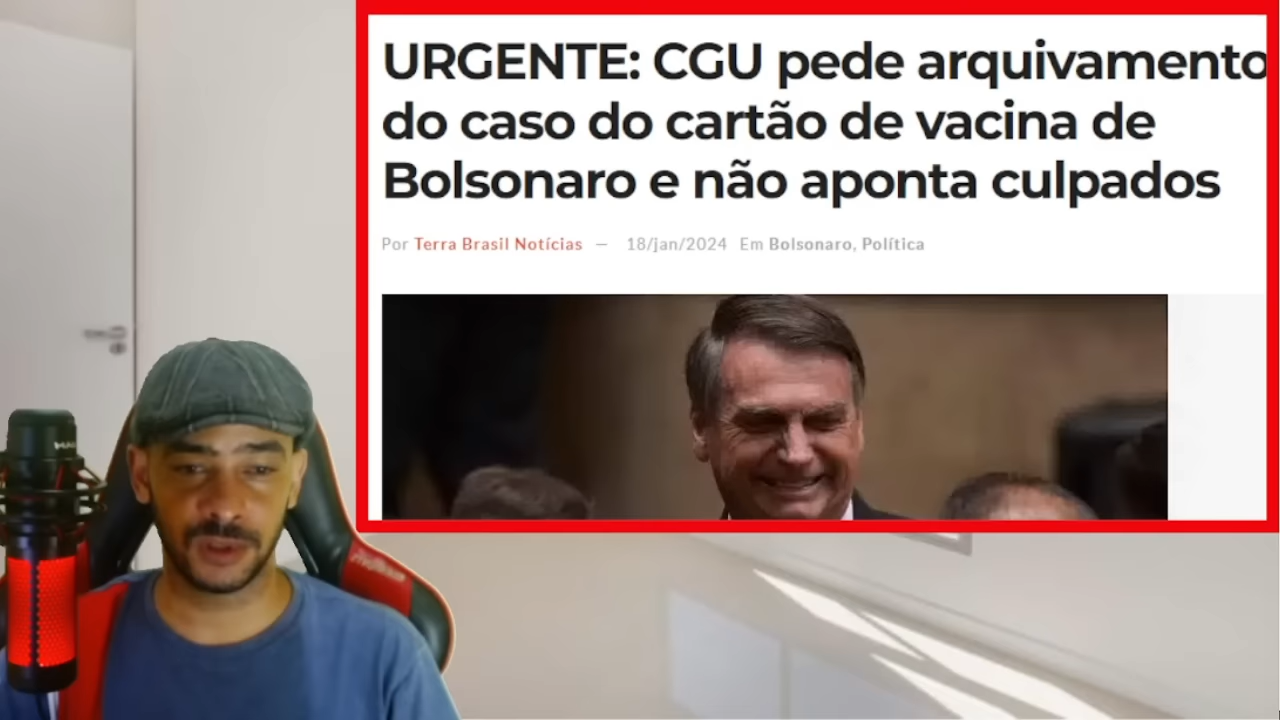 URGENTE: CGU pede arquivamento
do caso do cartão de vacina de
Bolsonaro e não aponta culpados
Por Terra Brasil Notícias — 18/jan/2024 Em Bolsonaro, Política